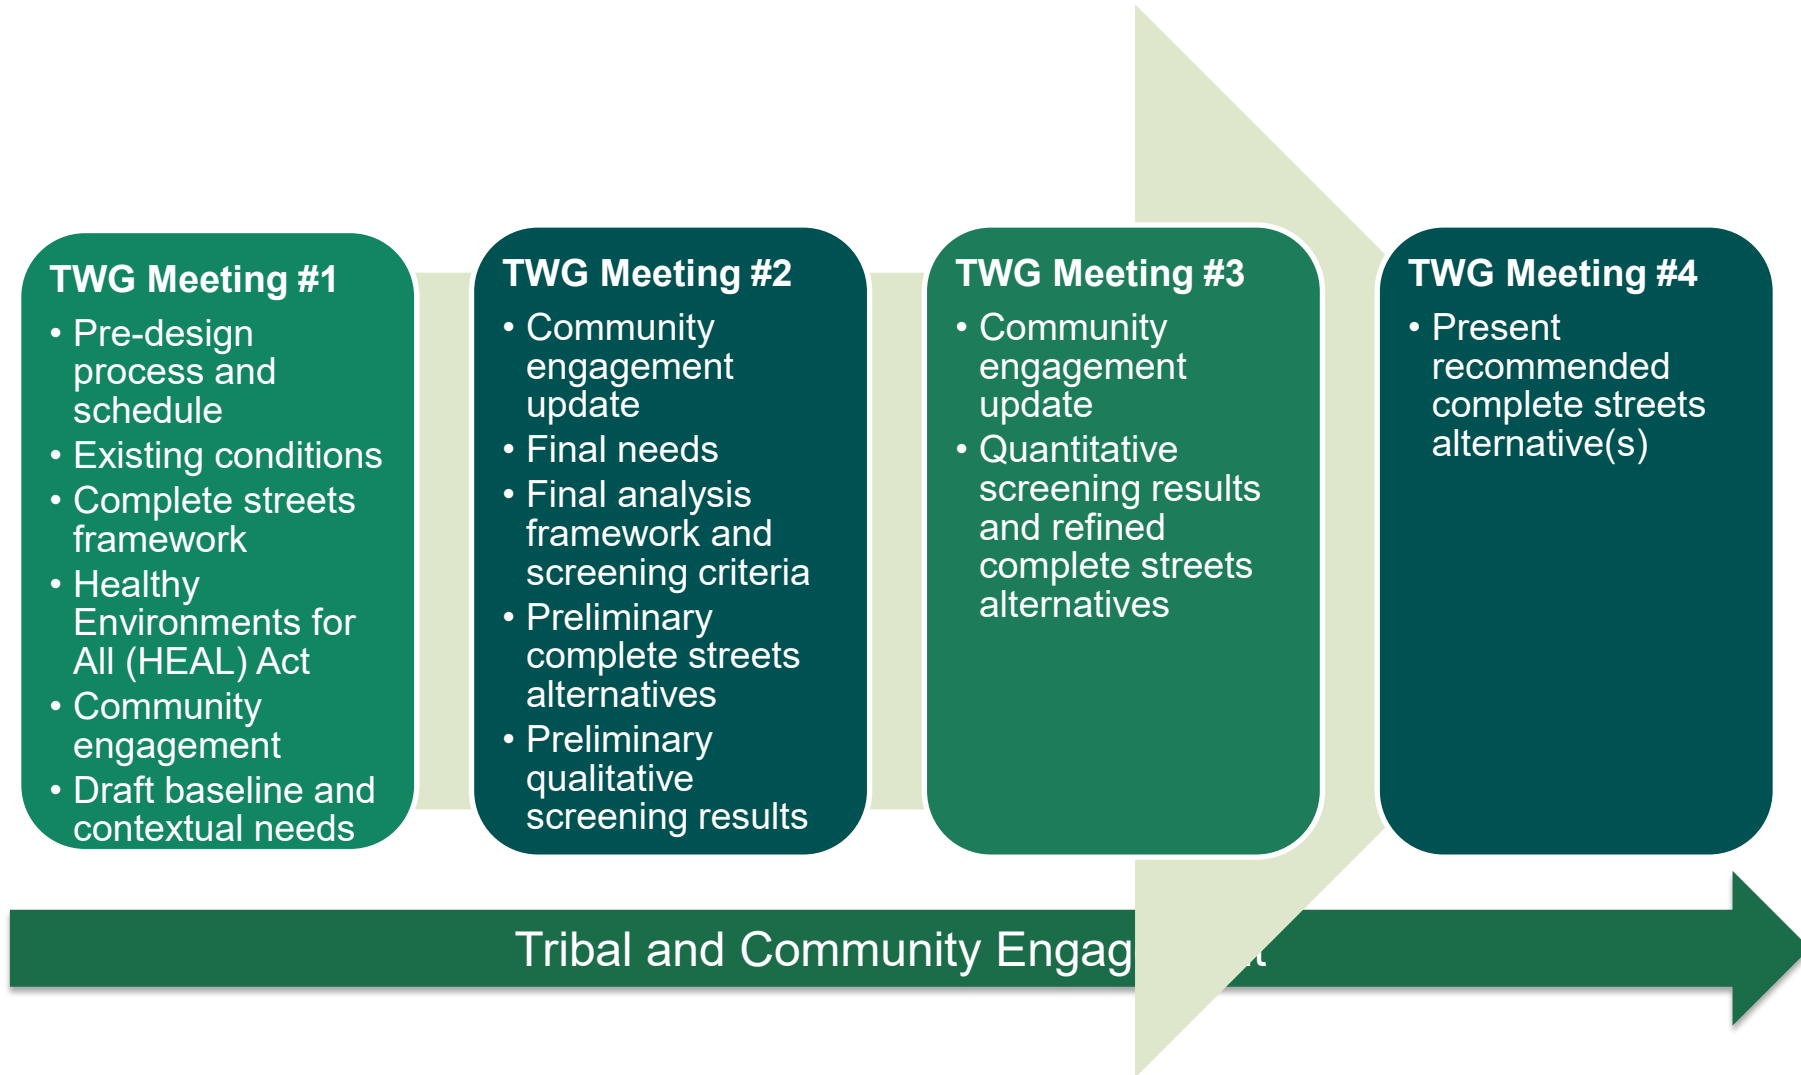 TWG Meeting #1
• Pre-design
process and
schedule
• Existing conditions
• Complete streets
framework
• Healthy
Environments for
All (HEAL) Act
• Community
engagement
• Draft baseline and
contextual needs
TWG Meeting #2
• Community
engagement
update
• Final needs
• Final analysis
framework and
screening criteria
• Preliminary
complete streets
alternatives
• Preliminary
qualitative
screening results
TWG Meeting #3
• Community
engagement
update
• Quantitative
screening results
and refined
complete streets
alternatives
TWG Meeting #4
• Present
recommended
complete streets
alternative(s)
Tribal and Community